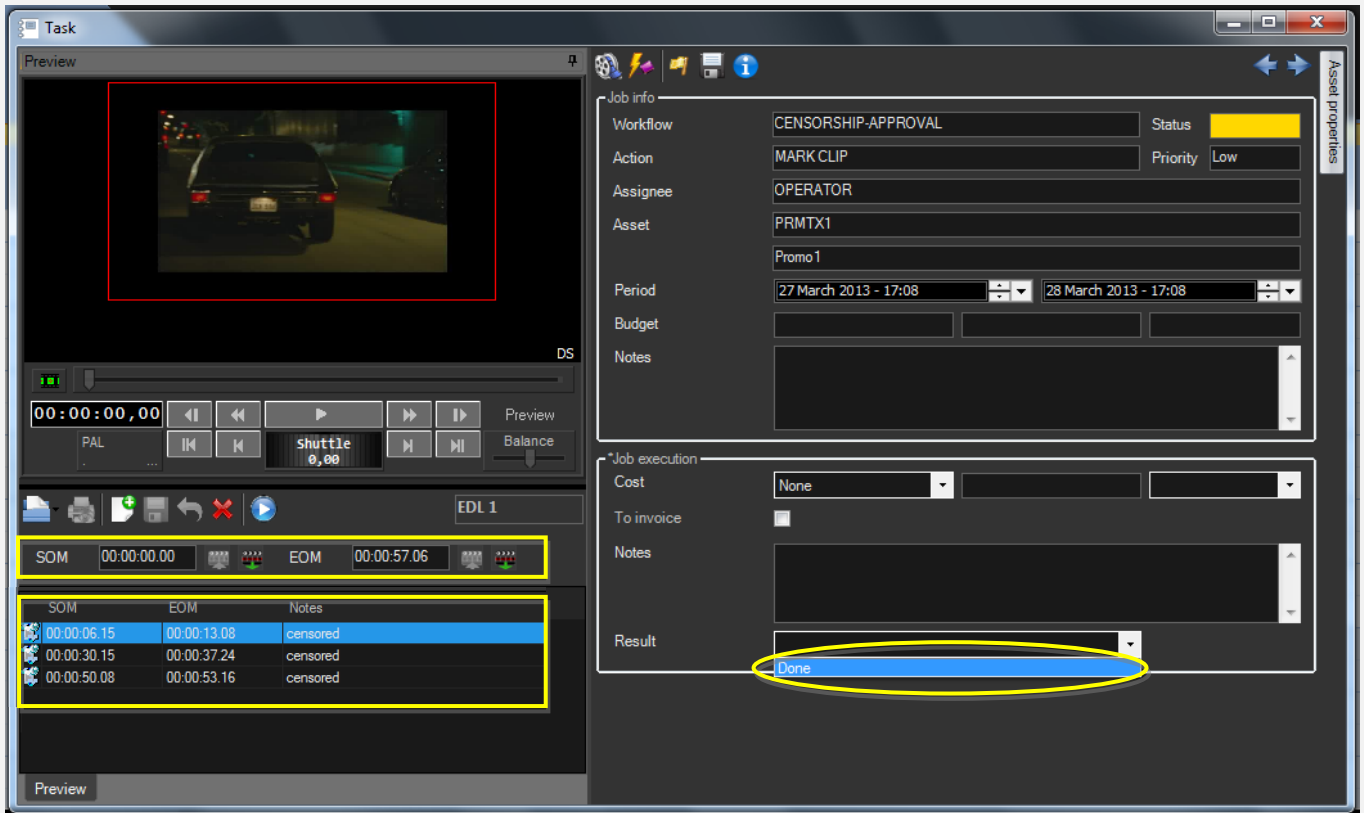 Task
Preview
DS
00:00:00,00
Preview
PAL
. ...
Shuttle
0,00
Balance
EDL 1
SOM 00:00:00.00 EOM 00:00:57.06
SOM EOM Notes
00:00:06.15 00:00:13.08 censored
00:00:30.15 00:00:37.24 censored
00:00:50.08 00:00:53.16 censored
Preview
Job info
Workflow CENSORSHIP-APPROVAL Status
Action MARK CLIP Priority Low
Assignee OPERATOR
Asset PRMTX1
Promo1
Period 27 March 2013 - 17:08 28 March 2013 - 17:08
Budget
Notes
*Job execution
Cost None
To invoice
Notes
Result
Done
Asset properties